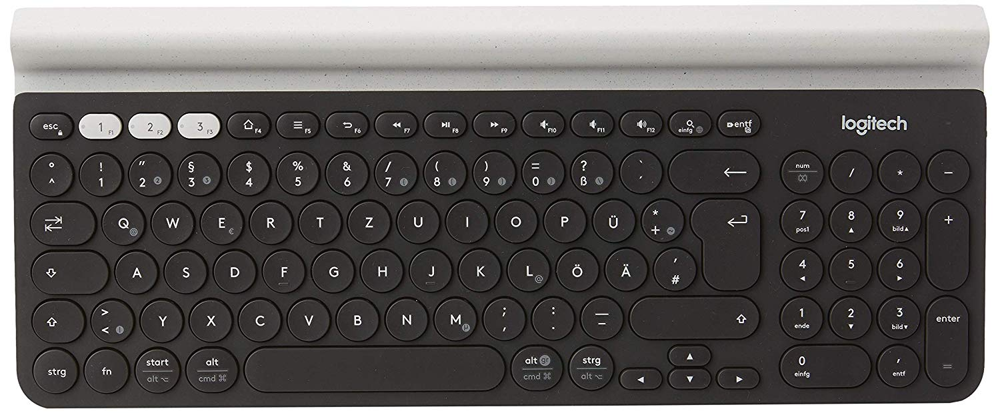 esc 1 F1 2 F2 3 F3 F4 F5 F6 F7 F8 F9 F10 F11 F12 einfg entf logitech
° ! " § $ % & / ( ) = ? `
^ 1 2 ② 3 ③ 4 5 6 7 { 8 [ 9 ] 0 } ß \ ´ num / * −
Q @ W E € R T Z U I O P Ü * + ~ 7 pos1 8 ▲ 9 bild▲ +
A S D F G H J K L @ Ö Ä ' # 4 ◄ 5 6 ►
> < | Y X C V B N M µ ; , : . _ - 1 ende 2 ▼ 3 bild▼ enter =
strg fn start alt ⌥ alt cmd ⌘ alt gr cmd ⌘ strg alt ⌥ ◄ ▲ ▼ ► 0 einfg , entf